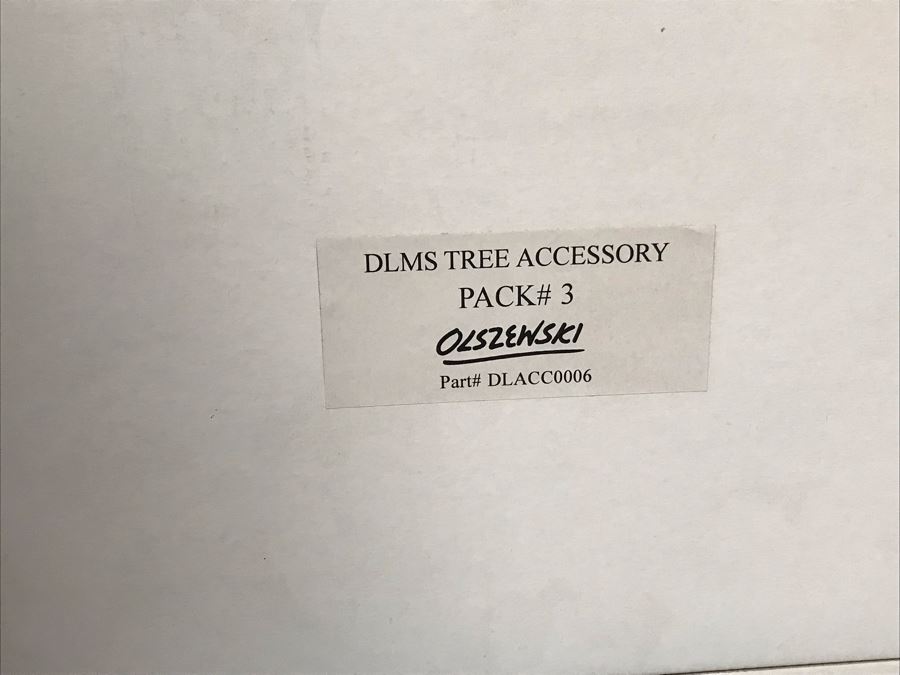 DLMS TREE ACCESSORY
PACK# 3
OLSZEWSKI
Part# DLACC0006